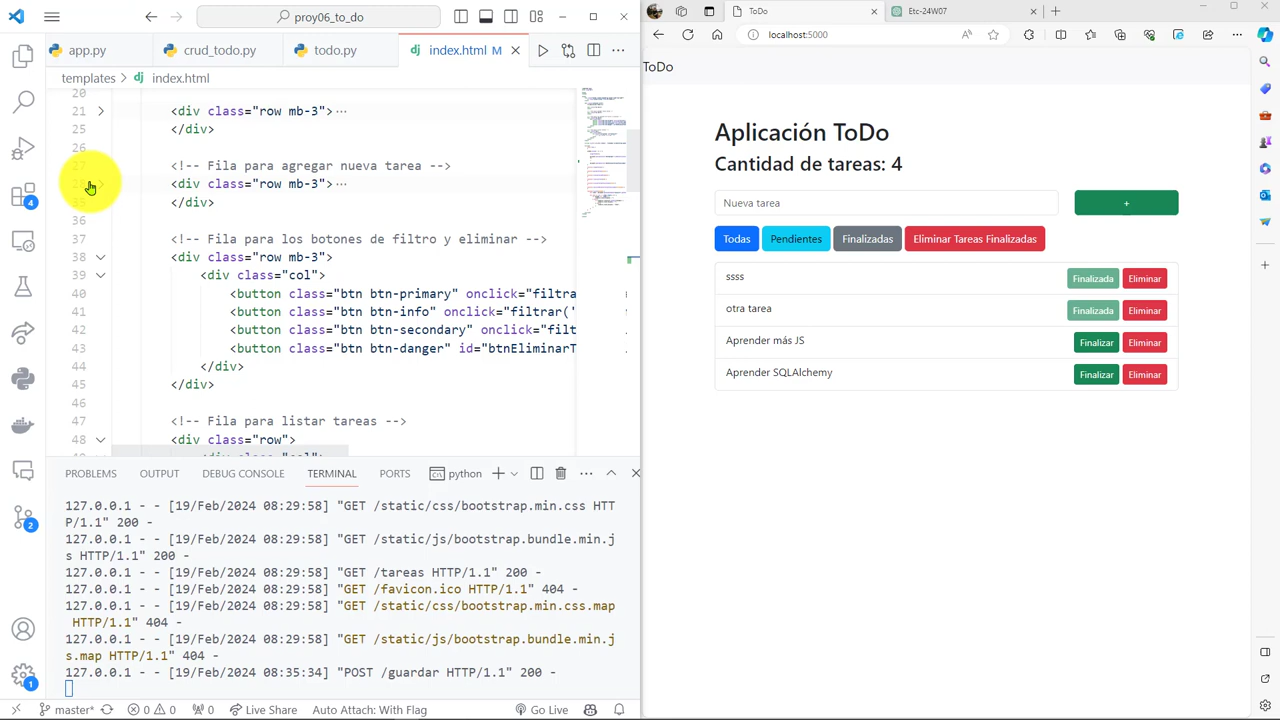 proy06_to_do
app.py
crud_todo.py
todo.py
index.html M
templates > index.html
20
21 <div class="row mb-3">
25 </div>
26
agregar nueva tarea-->
<div class="row mb-3">
36
37 <!-- Fila para los botones de filtro y eliminar -->
38 <div class="row mb-3">
39 <div class="col">
40 <button class="btn btn-primary" onclick="filtra
41 <button class="btn btn-info" onclick="filtrar('
42 <button class="btn btn-secondary" onclick="filt
43 <button class="btn btn-danger" id="btnEliminarT
44 </div>
45 </div>
46
47 <!-- Fila para listar tareas -->
48 <div class="row">
PROBLEMS OUTPUT DEBUG CONSOLE TERMINAL PORTS python
127.0.0.1 - - [19/Feb/2024 08:29:58] "GET /static/css/bootstrap.min.css HTT
P/1.1" 200 -
127.0.0.1 - - [19/Feb/2024 08:29:58] "GET /static/js/bootstrap.bundle.min.j
s HTTP/1.1" 200 -
127.0.0.1 - - [19/Feb/2024 08:29:58] "GET /tareas HTTP/1.1" 200 -
127.0.0.1 - - [19/Feb/2024 08:29:58] "GET /favicon.ico HTTP/1.1" 404 -
127.0.0.1 - - [19/Feb/2024 08:29:58] "GET /static/css/bootstrap.min.css.map
HTTP/1.1" 404 -
127.0.0.1 - - [19/Feb/2024 08:29:58] "GET /static/js/bootstrap.bundle.min.j
s.map HTTP/1.1" 404 -
127.0.0.1 - - [19/Feb/2024 08:35:34] "POST /guardar HTTP/1.1" 200 -
4
2
1
master* 0 0 0 Live Share Auto Attach: With Flag Go Live
ToDo
Etc-24W07
localhost:5000
ToDo
Aplicación ToDo
Cantidad de tareas: 4
Nueva tarea
+
Todas Pendientes Finalizadas Eliminar Tareas Finalizadas
ssss Finalizada Eliminar
otra tarea Finalizada Eliminar
Aprender más JS Finalizar Eliminar
Aprender SQLAlchemy Finalizar Eliminar